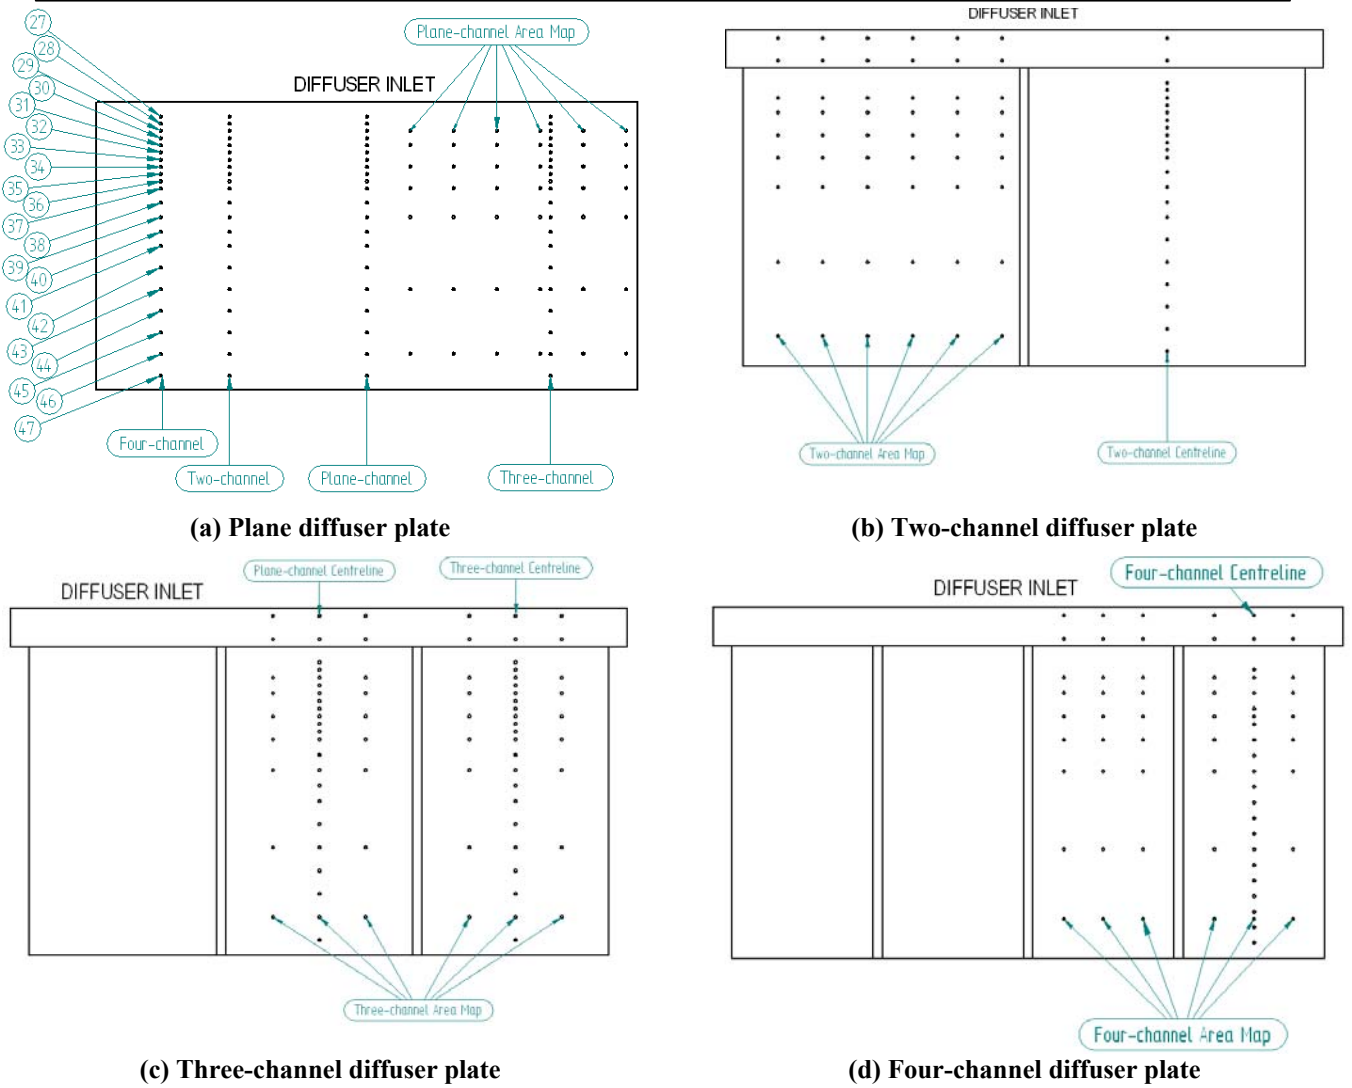 DIFFUSER INLET
27
28
29
30
31
32
33
34
35
36
37
38
39
40
41
42
43
44
45
46
47
Plane-channel Area Map
DIFFUSER INLET
Four-channel
Two-channel
Plane-channel
Three-channel
Two-channel Area Map
Two-channel Centreline
(a) Plane diffuser plate
(b) Two-channel diffuser plate
Plane-channel Centreline
Three-channel Centreline
DIFFUSER INLET
Four-channel Centreline
DIFFUSER INLET
Three-channel Area Map
Four-channel Area Map
(c) Three-channel diffuser plate
(d) Four-channel diffuser plate